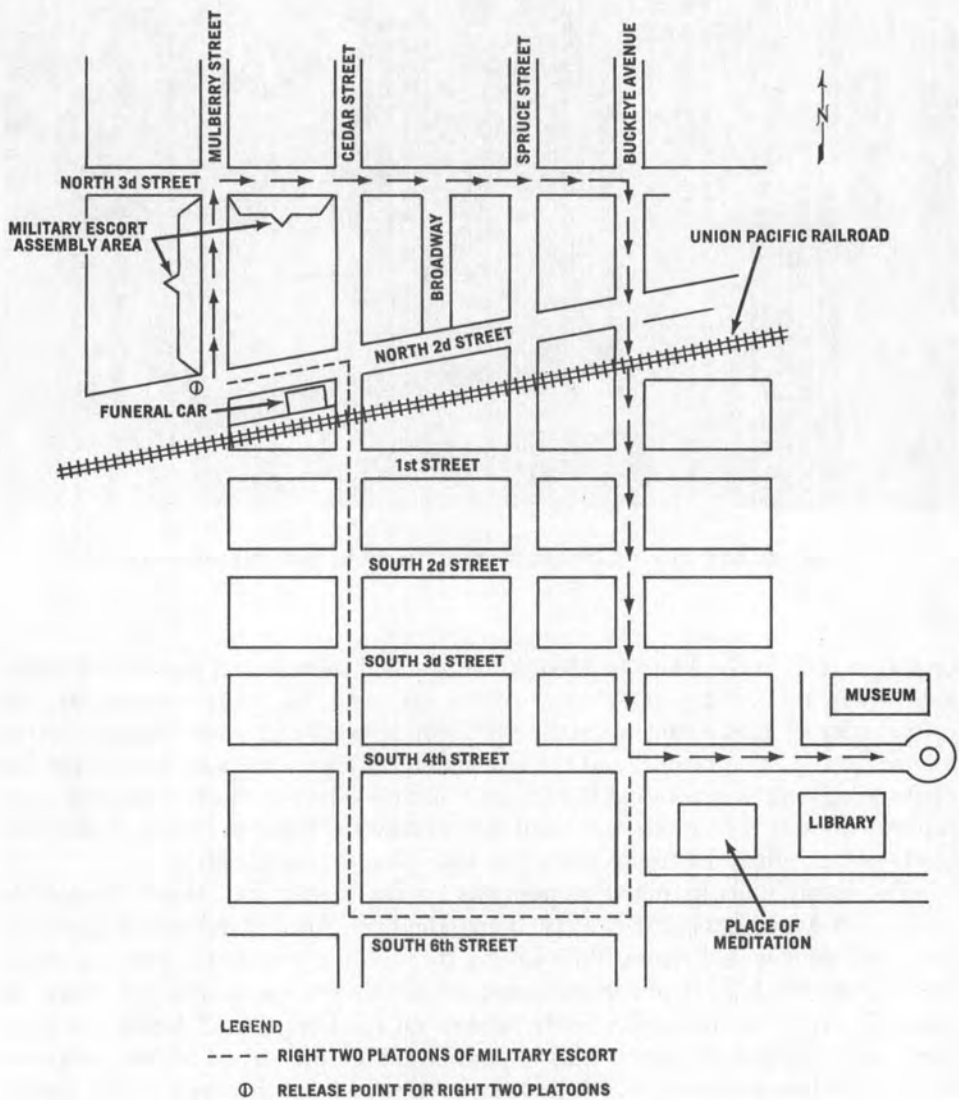 MULBERRY STREET
CEDAR STREET
SPRUCE STREET
BUCKEYE AVENUE
N
NORTH 3d STREET
MILITARY ESCORT
ASSEMBLY AREA
BROADWAY
UNION PACIFIC RAILROAD
NORTH 2d STREET
FUNERAL CAR
1st STREET
SOUTH 2d STREET
SOUTH 3d STREET
MUSEUM
SOUTH 4th STREET
LIBRARY
PLACE OF
MEDITATION
SOUTH 6th STREET
LEGEND
RIGHT TWO PLATOONS OF MILITARY ESCORT
RELEASE POINT FOR RIGHT TWO PLATOONS